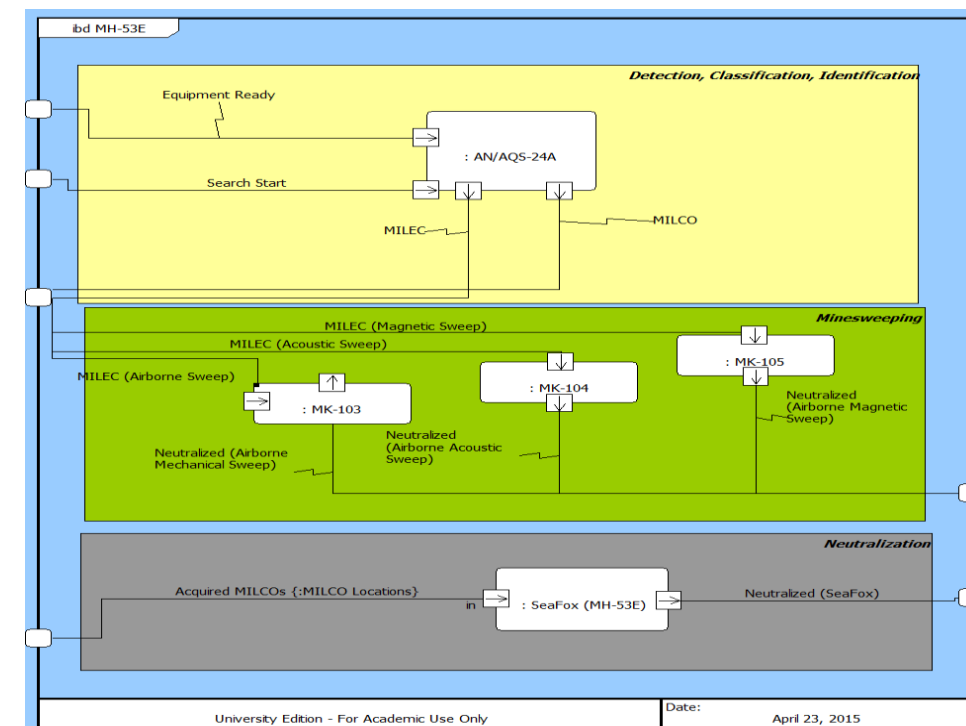 ibd MH-53E
Detection, Classification, Identification
Equipment Ready
: AN/AQS-24A
Search Start
MILEC
MILCO
Minesweeping
MILEC (Magnetic Sweep)
MILEC (Acoustic Sweep)
: MK-105
MILEC (Airborne Sweep)
: MK-104
: MK-103
Neutralized
(Airborne Magnetic
Sweep)
Neutralized
(Airborne Acoustic
Sweep)
Neutralized (Airborne
Mechanical Sweep)
Neutralization
Acquired MILCOs {:MILCO Locations}
in
: SeaFox (MH-53E)
Neutralized (SeaFox)
University Edition - For Academic Use Only
Date:
April 23, 2015